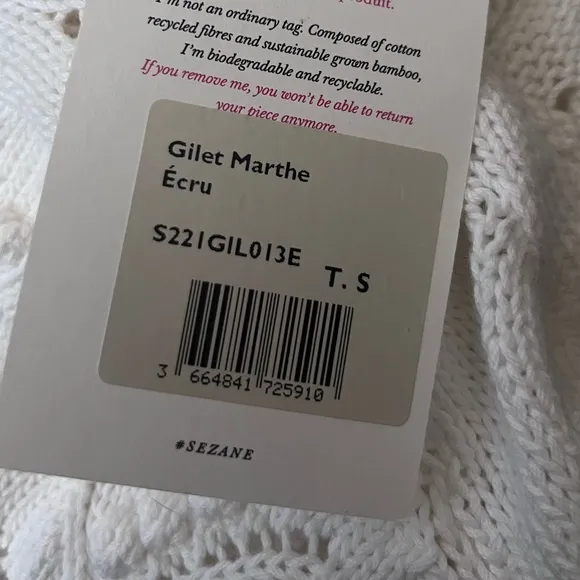 produit.
I'm not an ordinary tag. Composed of cotton
recycled fibres and sustainable grown bamboo,
I'm biodegradable and recyclable.
If you remove me, you won't be able to return
your piece anymore.
Gilet Marthe
Écru
S221GIL013E
T. S
3 664841 725910
#SEZANE